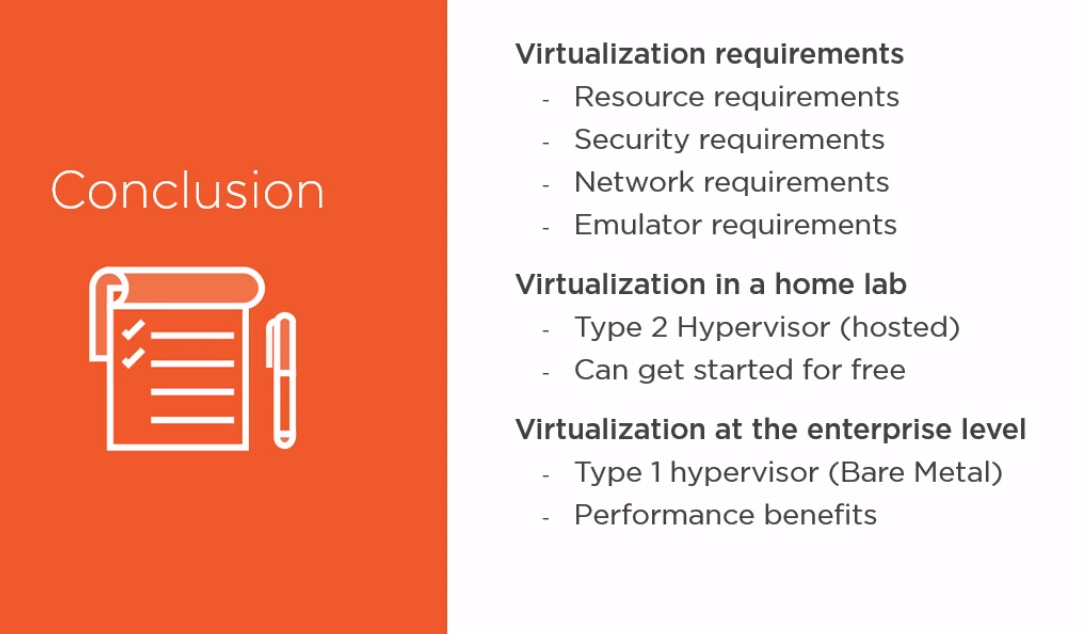 Conclusion
Virtualization requirements
- Resource requirements
- Security requirements
- Network requirements
- Emulator requirements
Virtualization in a home lab
- Type 2 Hypervisor (hosted)
- Can get started for free
Virtualization at the enterprise level
- Type 1 hypervisor (Bare Metal)
- Performance benefits